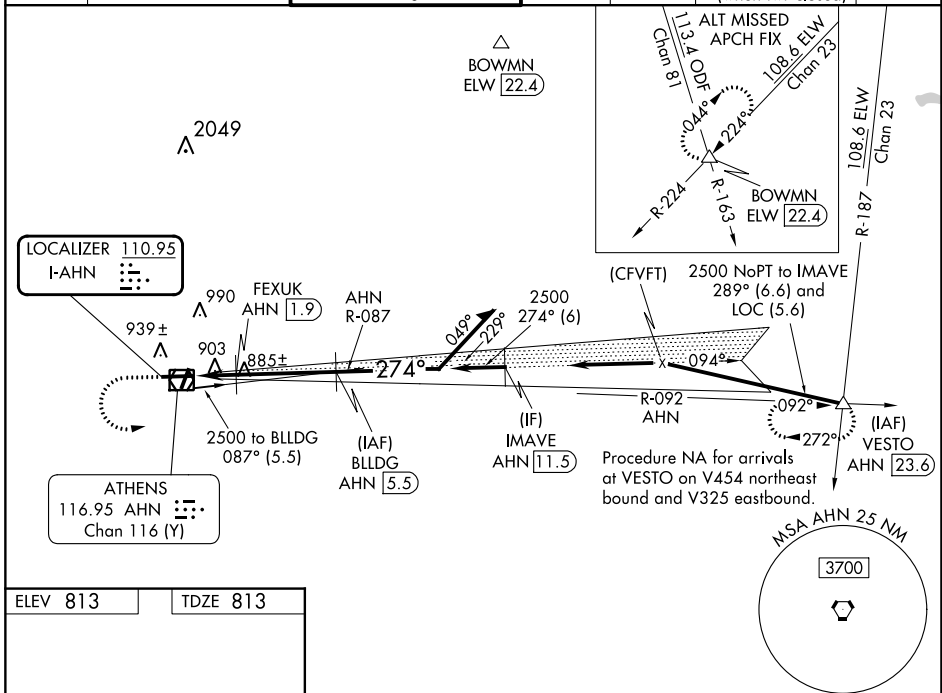 ALT MISSED
APCH FIX
113.4 ODF
Chan 81
108.6 ELW
Chan 23
044°
224°
R-224
R-163
BOWMN
ELW 22.4
BOWMN
ELW 22.4
108.6 ELW
Chan 23
R-187
2049
LOCALIZER 110.95
I-AHN
990
939±
903
885±
FEXUK
AHN 1.9
AHN
R-087
049°
229°
2500
274° (6)
(CFVFT)
2500 NoPT to IMAVE
289° (6.6) and
LOC (5.6)
274°
094°
R-092
AHN
092°
272°
2500 to BLLDG
087° (5.5)
(IAF)
BLLDG
AHN 5.5
(IF)
IMAVE
AHN 11.5
(IAF)
VESTO
AHN 23.6
Procedure NA for arrivals
at VESTO on V454 northeast
bound and V325 eastbound.
ATHENS
116.95 AHN
Chan 116 (Y)
MSA AHN 25 NM
3700
ELEV 813
TDZE 813